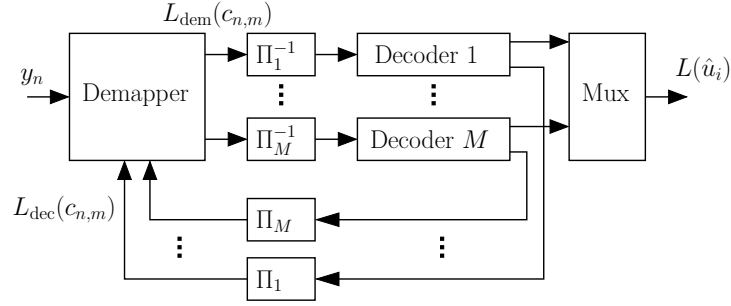 L_dem(c_{n,m})
y_n
Demapper
Π_1^{-1}
Decoder 1
Mux
L(û_i)
Π_M^{-1}
Decoder M
L_dec(c_{n,m})
Π_M
Π_1